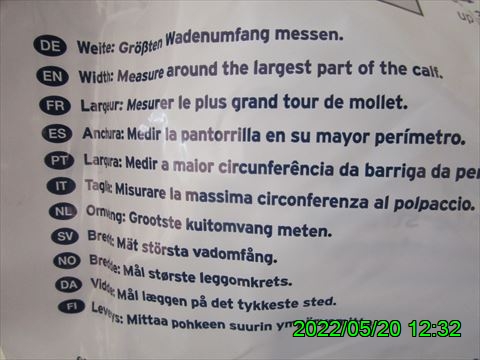 up
DE Weite: Größten Wadenumfang messen.
EN Width: Measure around the largest part of the calf.
FR Largeur: Mesurer le plus grand tour de mollet.
ES Anchura: Medir la pantorrilla en su mayor perímetro.
PT Largura: Medir a maior circunferência da barriga da
IT Taglia: Misurare la massima circonferenza al polpaccio.
NL Omvang: Grootste kuitomvang meten.
SV Bredd: Mät största vadomfång.
NO Bredde: Mål største leggomkrets.
DA Vidde: Mål læggen på det tykkeste sted.
FI Leveys: Mittaa pohkeen suurin
2022/05/20 12:32